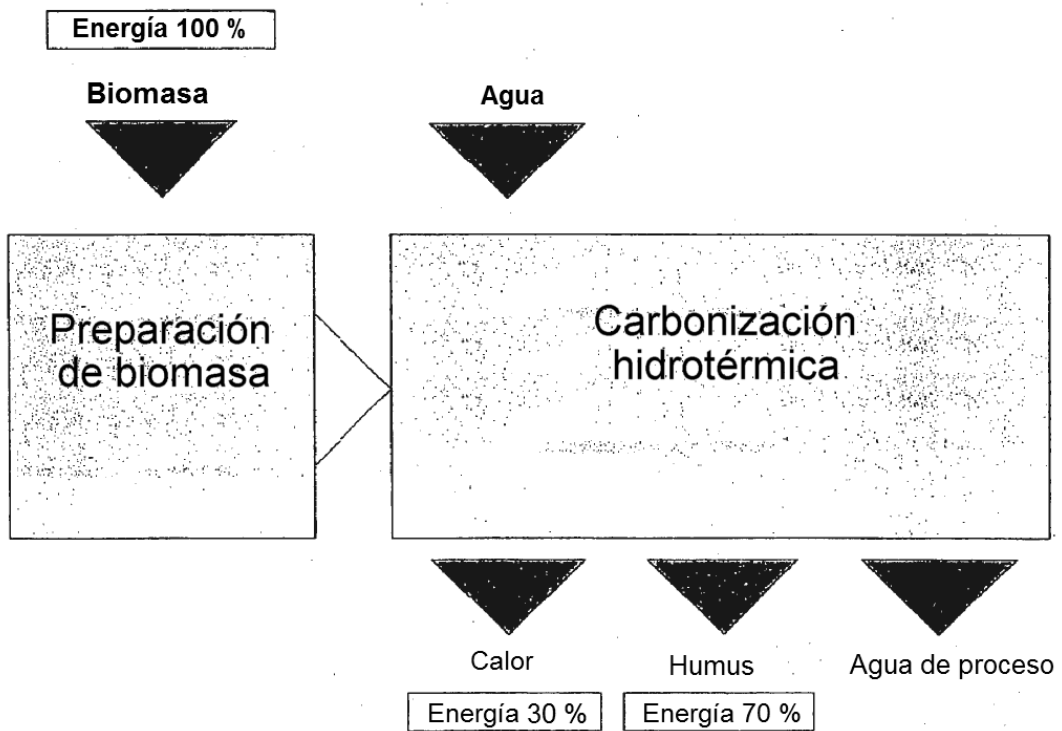 Energía 100 %
Biomasa
Agua
Preparación
de biomasa
Carbonización
hidrotérmica
Calor
Humus
Agua de proceso
Energía 30 %
Energía 70 %